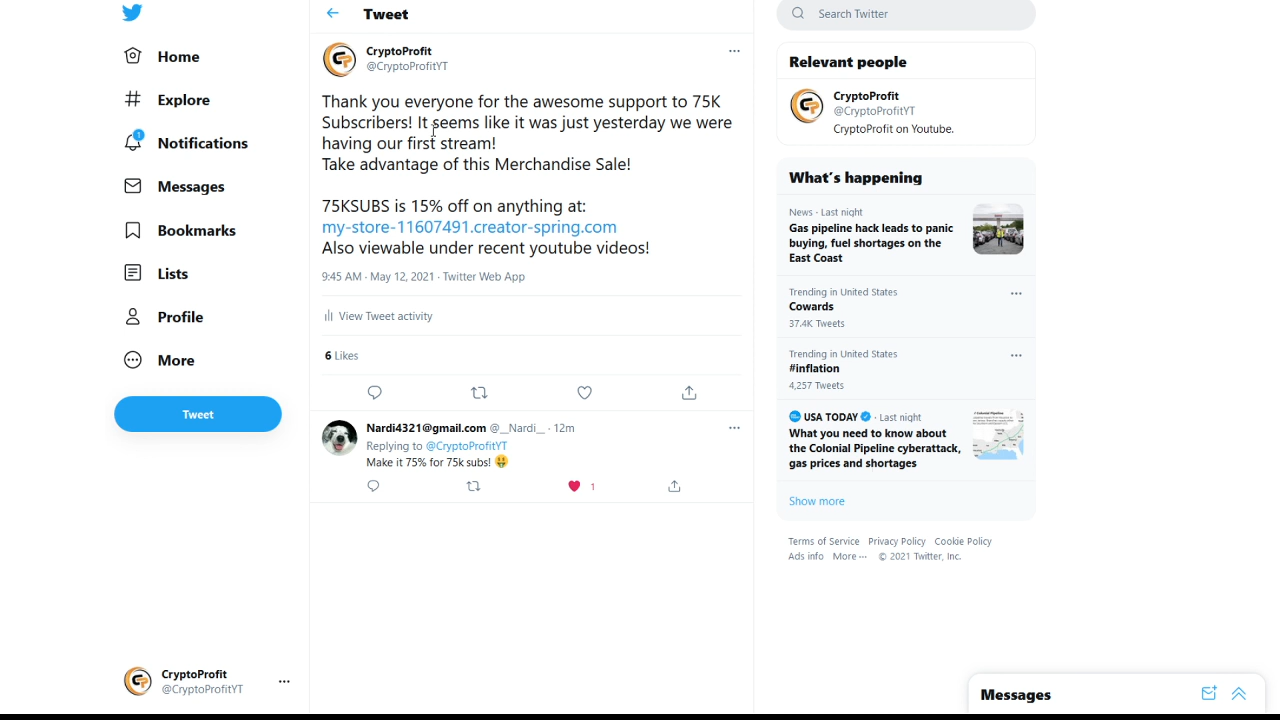 Home
Explore
1
Notifications
Messages
Bookmarks
Lists
Profile
More
Tweet
CryptoProfit
@CryptoProfitYT
Tweet
CryptoProfit
@CryptoProfitYT
Thank you everyone for the awesome support to 75K
Subscribers! It seems like it was just yesterday we were
having our first stream!
Take advantage of this Merchandise Sale!
75KSUBS is 15% off on anything at:
my-store-11607491.creator-spring.com
Also viewable under recent youtube videos!
9:45 AM · May 12, 2021 · Twitter Web App
View Tweet activity
6 Likes
Nardi4321@gmail.com @__Nardi__ · 12m
Replying to @CryptoProfitYT
Make it 75% for 75k subs! 🤑
1
Search Twitter
Relevant people
CryptoProfit
@CryptoProfitYT
CryptoProfit on Youtube.
What's happening
News · Last night
Gas pipeline hack leads to panic
buying, fuel shortages on the
East Coast
Trending in United States
Cowards
37.4K Tweets
Trending in United States
#inflation
4,257 Tweets
USA TODAY · Last night
What you need to know about
the Colonial Pipeline cyberattack,
gas prices and shortages
Show more
Terms of Service Privacy Policy Cookie Policy
Ads info More ··· © 2021 Twitter, Inc.
Messages